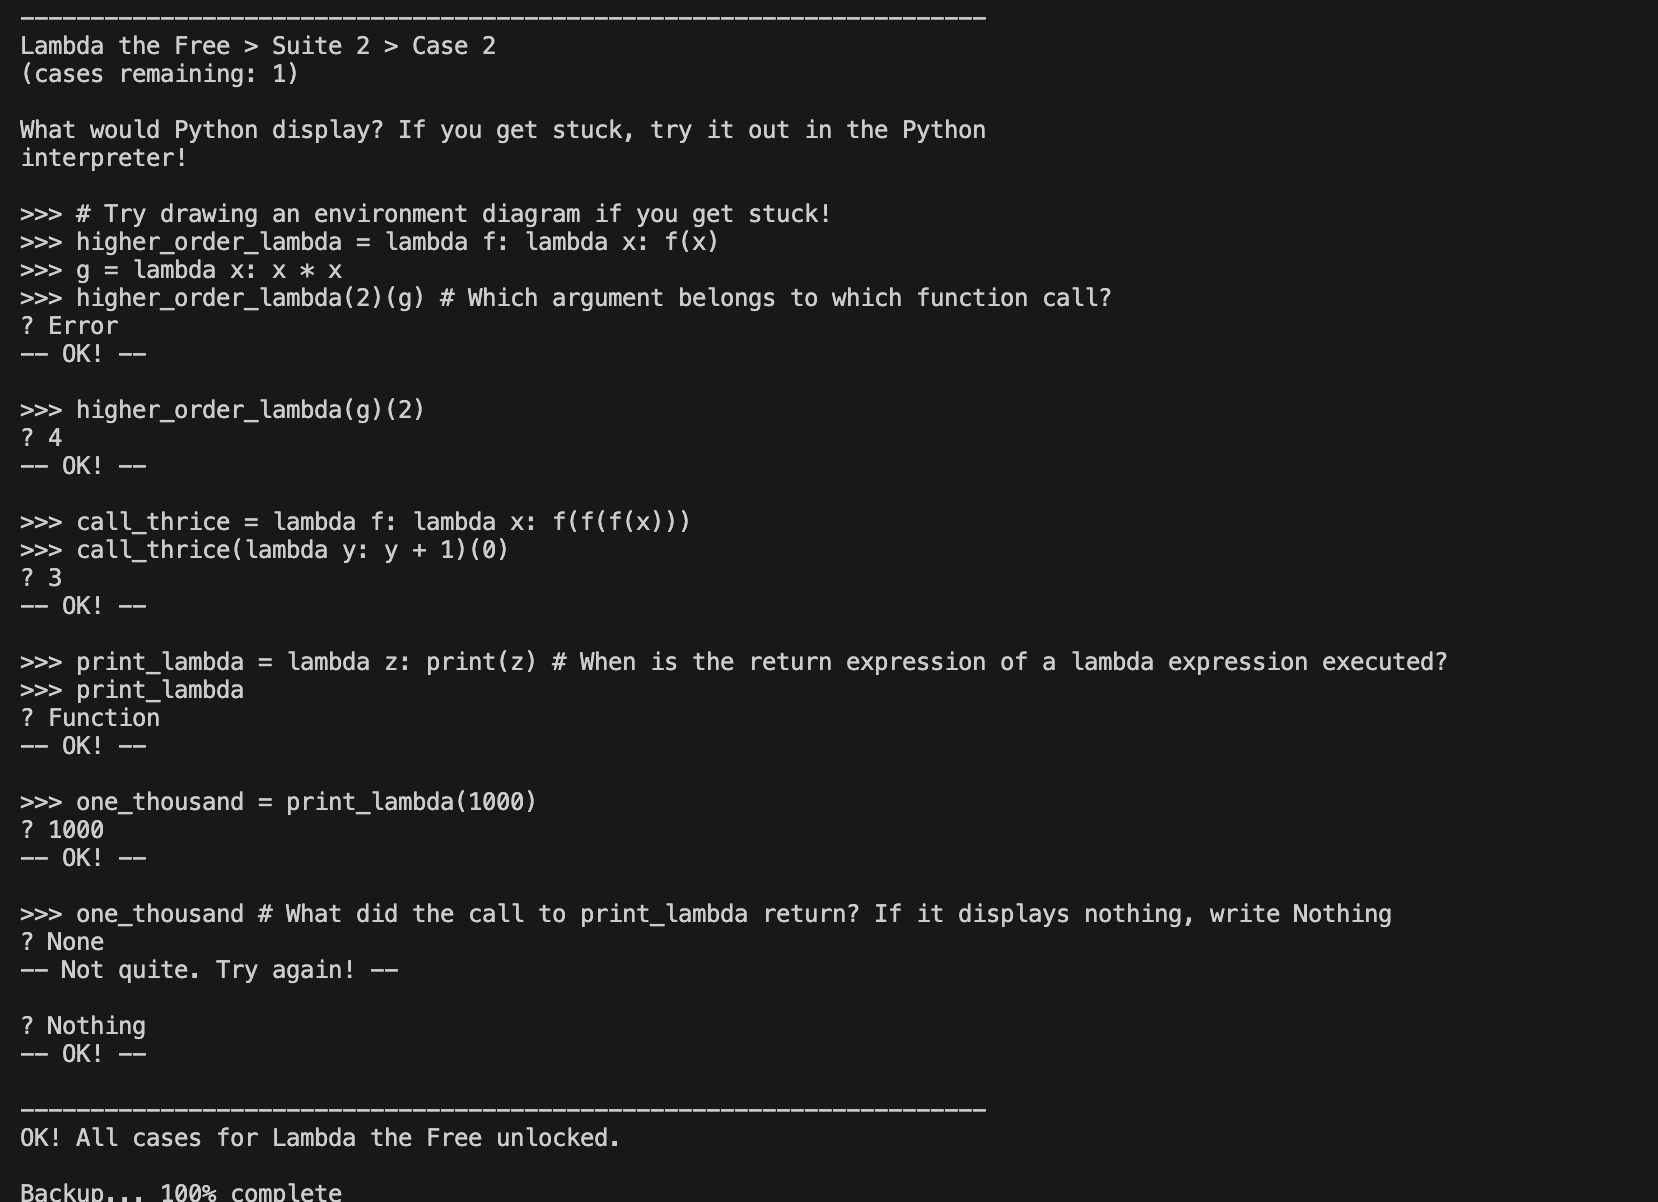 Lambda the Free > Suite 2 > Case 2
(cases remaining: 1)
What would Python display? If you get stuck, try it out in the Python
interpreter!
>>> # Try drawing an environment diagram if you get stuck!
>>> higher_order_lambda = lambda f: lambda x: f(x)
>>> g = lambda x: x * x
>>> higher_order_lambda(2)(g) # Which argument belongs to which function call?
? Error
-- OK! --
>>> higher_order_lambda(g)(2)
? 4
-- OK! --
>>> call_thrice = lambda f: lambda x: f(f(f(x)))
>>> call_thrice(lambda y: y + 1)(0)
? 3
-- OK! --
>>> print_lambda = lambda z: print(z) # When is the return expression of a lambda expression executed?
>>> print_lambda
? Function
-- OK! --
>>> one_thousand = print_lambda(1000)
? 1000
-- OK! --
>>> one_thousand # What did the call to print_lambda return? If it displays nothing, write Nothing
? None
-- Not quite. Try again! --
? Nothing
-- OK! --
OK! All cases for Lambda the Free unlocked.
Backup... 100% complete